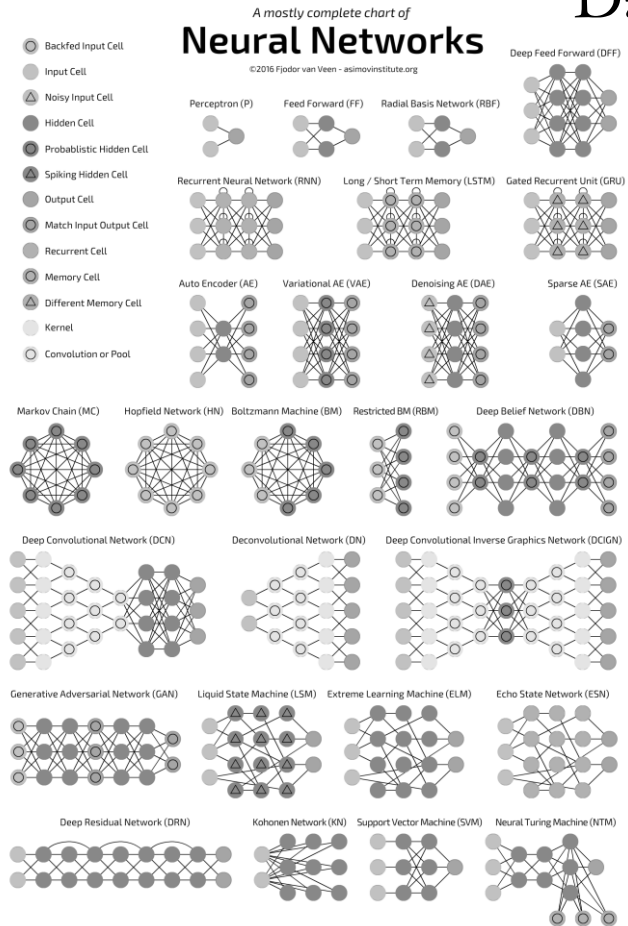 A mostly complete chart of
Neural Networks
©2016 Fjodor van Veen - asimovinstitute.org
Backfed Input Cell
Input Cell
Noisy Input Cell
Hidden Cell
Probablistic Hidden Cell
Spiking Hidden Cell
Output Cell
Match Input Output Cell
Recurrent Cell
Memory Cell
Different Memory Cell
Kernel
Convolution or Pool
Deep Feed Forward (DFF)
Perceptron (P)
Feed Forward (FF)
Radial Basis Network (RBF)
Recurrent Neural Network (RNN)
Long / Short Term Memory (LSTM)
Gated Recurrent Unit (GRU)
Auto Encoder (AE)
Variational AE (VAE)
Denoising AE (DAE)
Sparse AE (SAE)
Markov Chain (MC)
Hopfield Network (HN)
Boltzmann Machine (BM)
Restricted BM (RBM)
Deep Belief Network (DBN)
Deep Convolutional Network (DCN)
Deconvolutional Network (DN)
Deep Convolutional Inverse Graphics Network (DCIGN)
Generative Adversarial Network (GAN)
Liquid State Machine (LSM)
Extreme Learning Machine (ELM)
Echo State Network (ESN)
Deep Residual Network (DRN)
Kohonen Network (KN)
Support Vector Machine (SVM)
Neural Turing Machine (NTM)